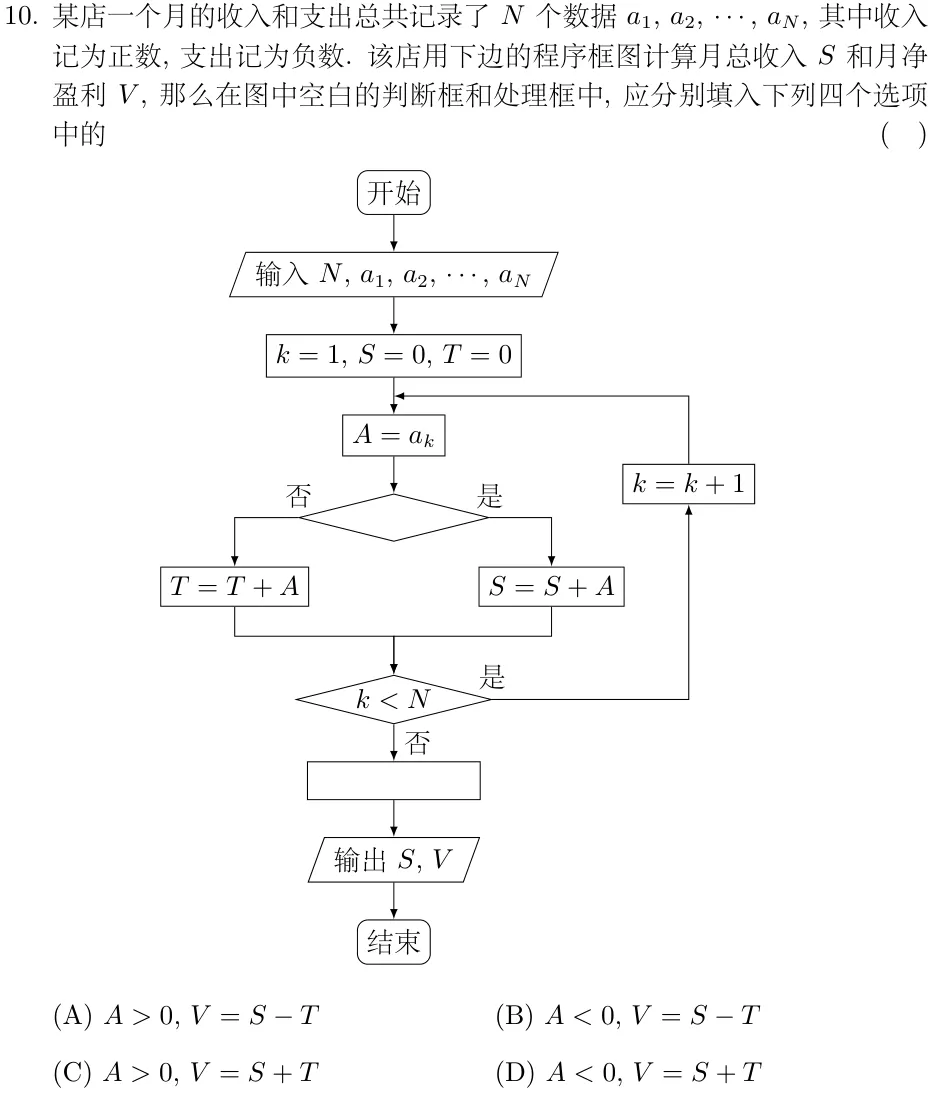 10. 某店一个月的收入和支出总共记录了 N 个数据 a₁, a₂, ⋯, a_N, 其中收入
记为正数, 支出记为负数. 该店用下边的程序框图计算月总收入 S 和月净
盈利 V, 那么在图中空白的判断框和处理框中, 应分别填入下列四个选项
中的 ( )
开始
输入 N, a₁, a₂, ⋯, a_N
k = 1, S = 0, T = 0
A = a_k
k = k + 1
否 是
T = T + A S = S + A
是
k < N
否
输出 S, V
结束
(A) A > 0, V = S − T (B) A < 0, V = S − T
(C) A > 0, V = S + T (D) A < 0, V = S + T